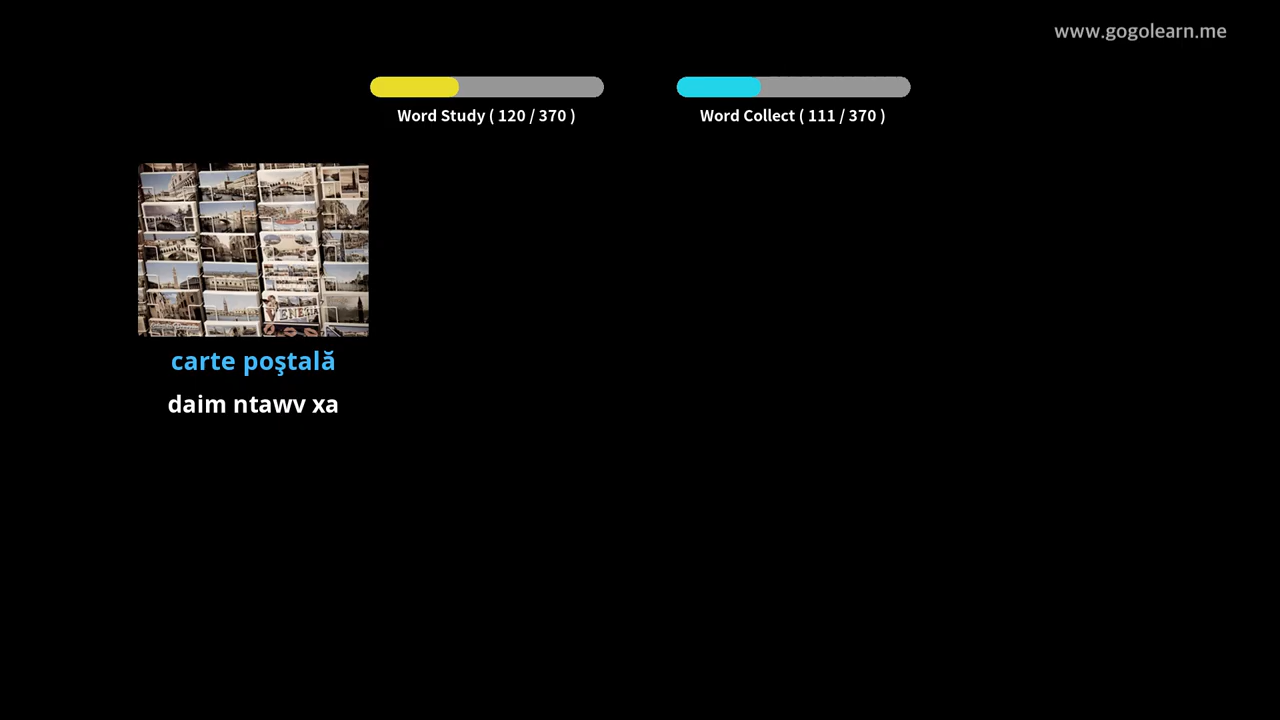 www.gogolearn.me
Word Study ( 120 / 370 )
Word Collect ( 111 / 370 )
carte poştală
daim ntawv xa